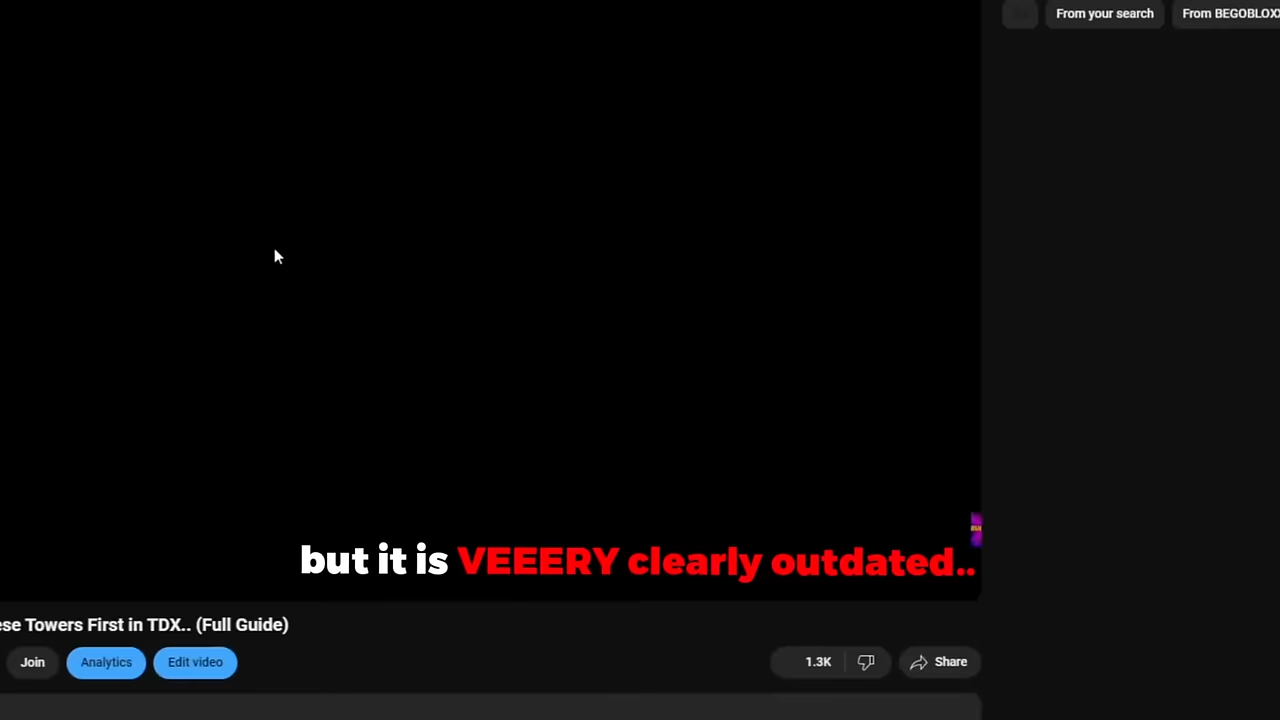 From your search From BEGOBLOX
but it is VEEERY clearly outdated..
ese Towers First in TDX.. (Full Guide)
Join Analytics Edit video 1.3K Share